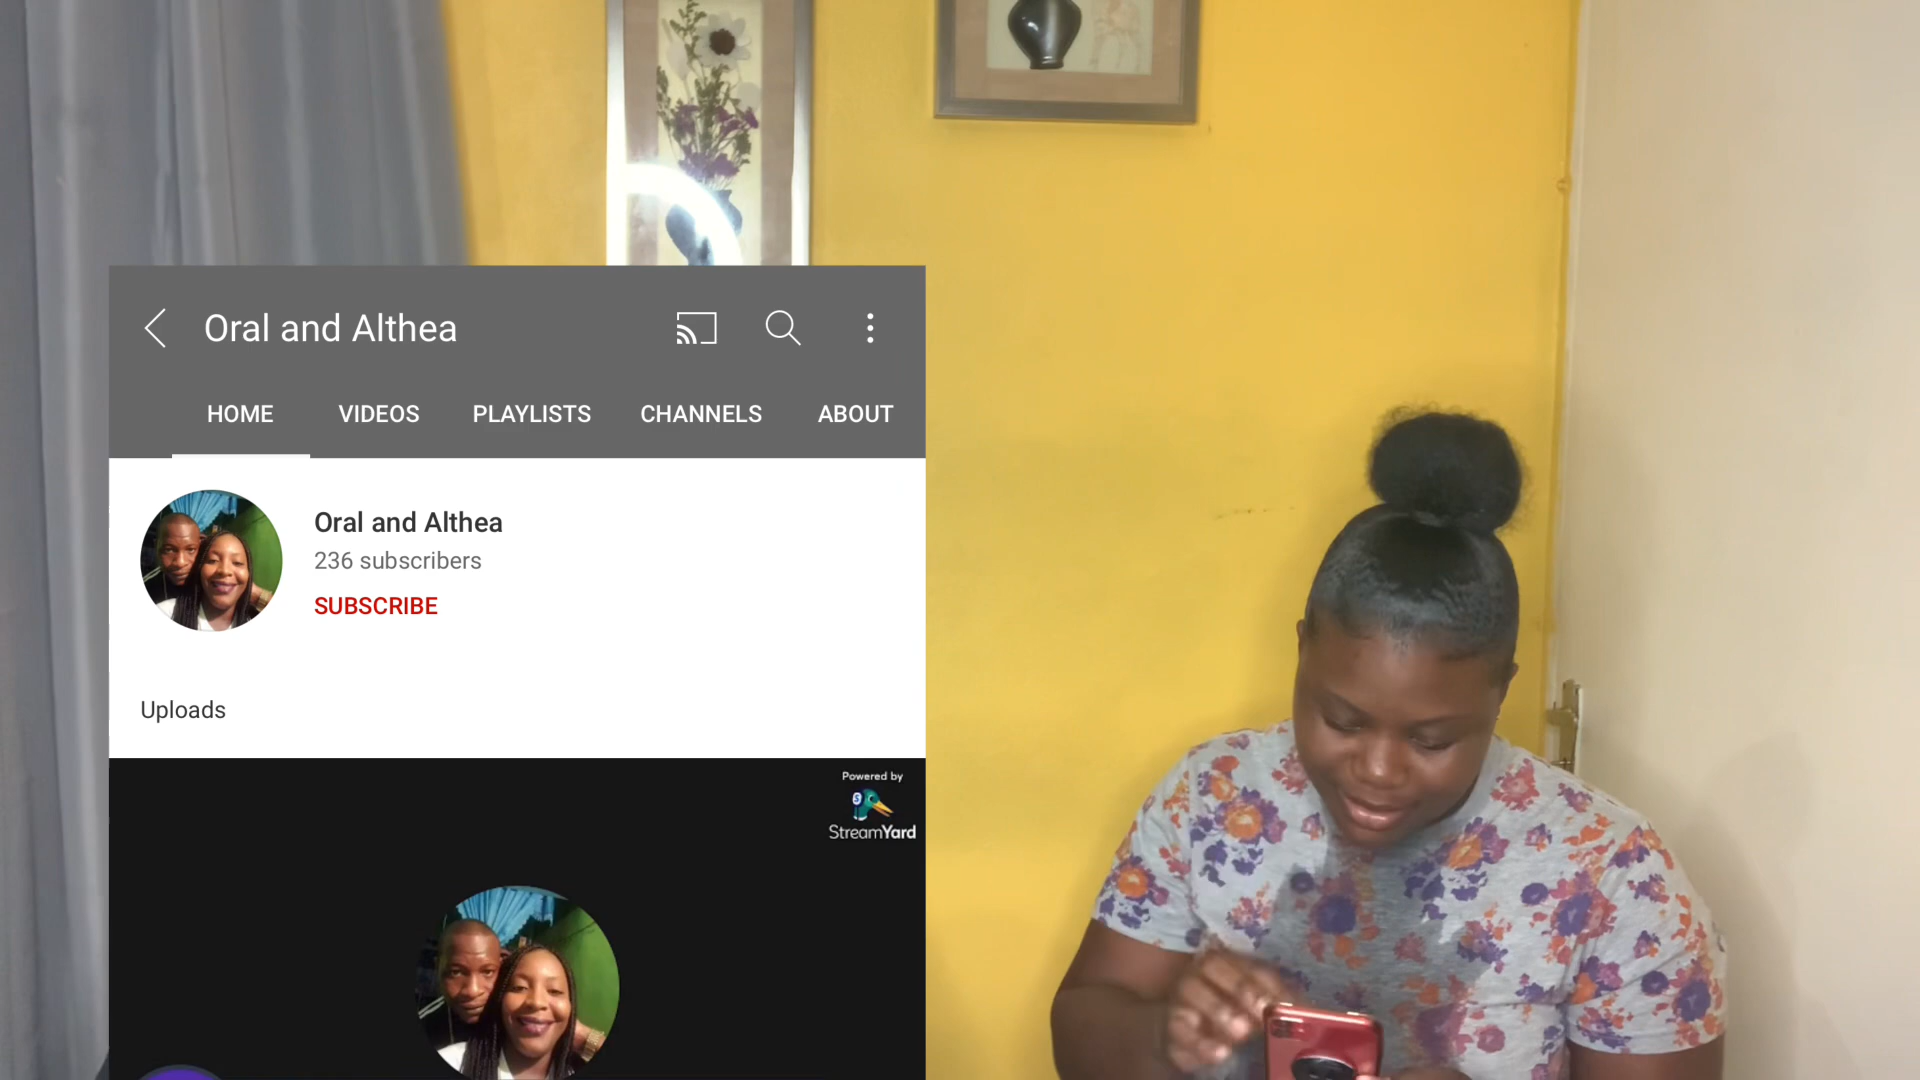 Oral and Althea
HOME VIDEOS PLAYLISTS CHANNELS ABOUT
Oral and Althea
236 subscribers
SUBSCRIBE
Uploads
Powered by
StreamYard